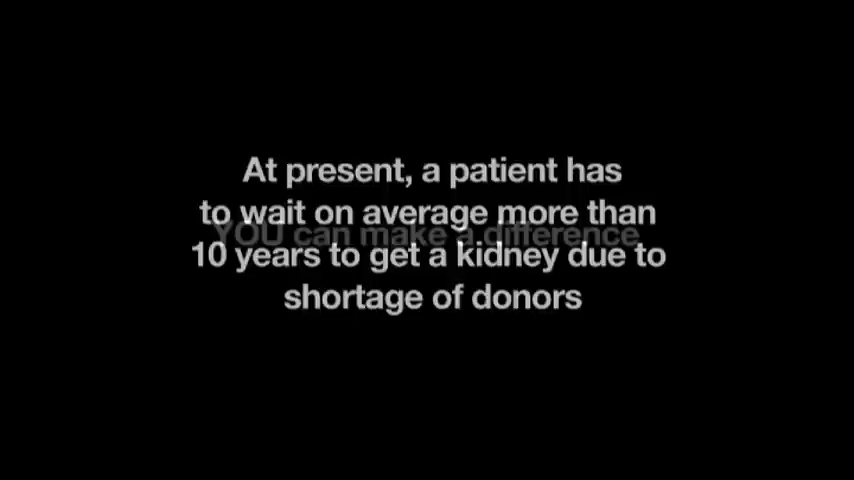 At present, a patient has
to wait on average more than
YOU can make a difference
10 years to get a kidney due to
shortage of donors